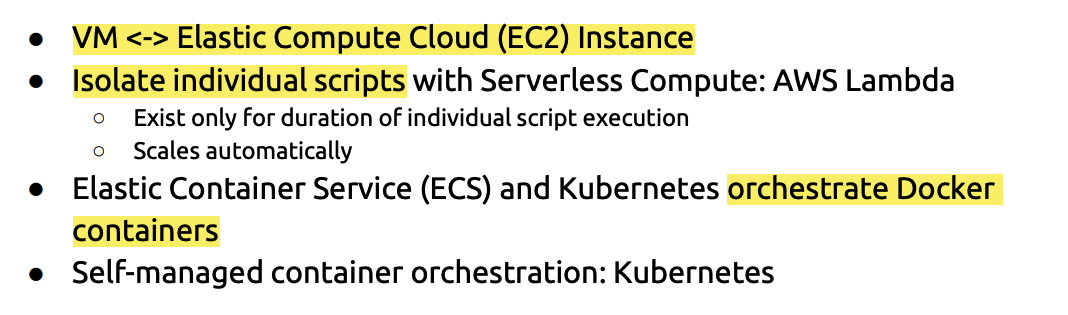 ● VM <-> Elastic Compute Cloud (EC2) Instance
● Isolate individual scripts with Serverless Compute: AWS Lambda
○ Exist only for duration of individual script execution
○ Scales automatically
● Elastic Container Service (ECS) and Kubernetes orchestrate Docker
containers
● Self-managed container orchestration: Kubernetes